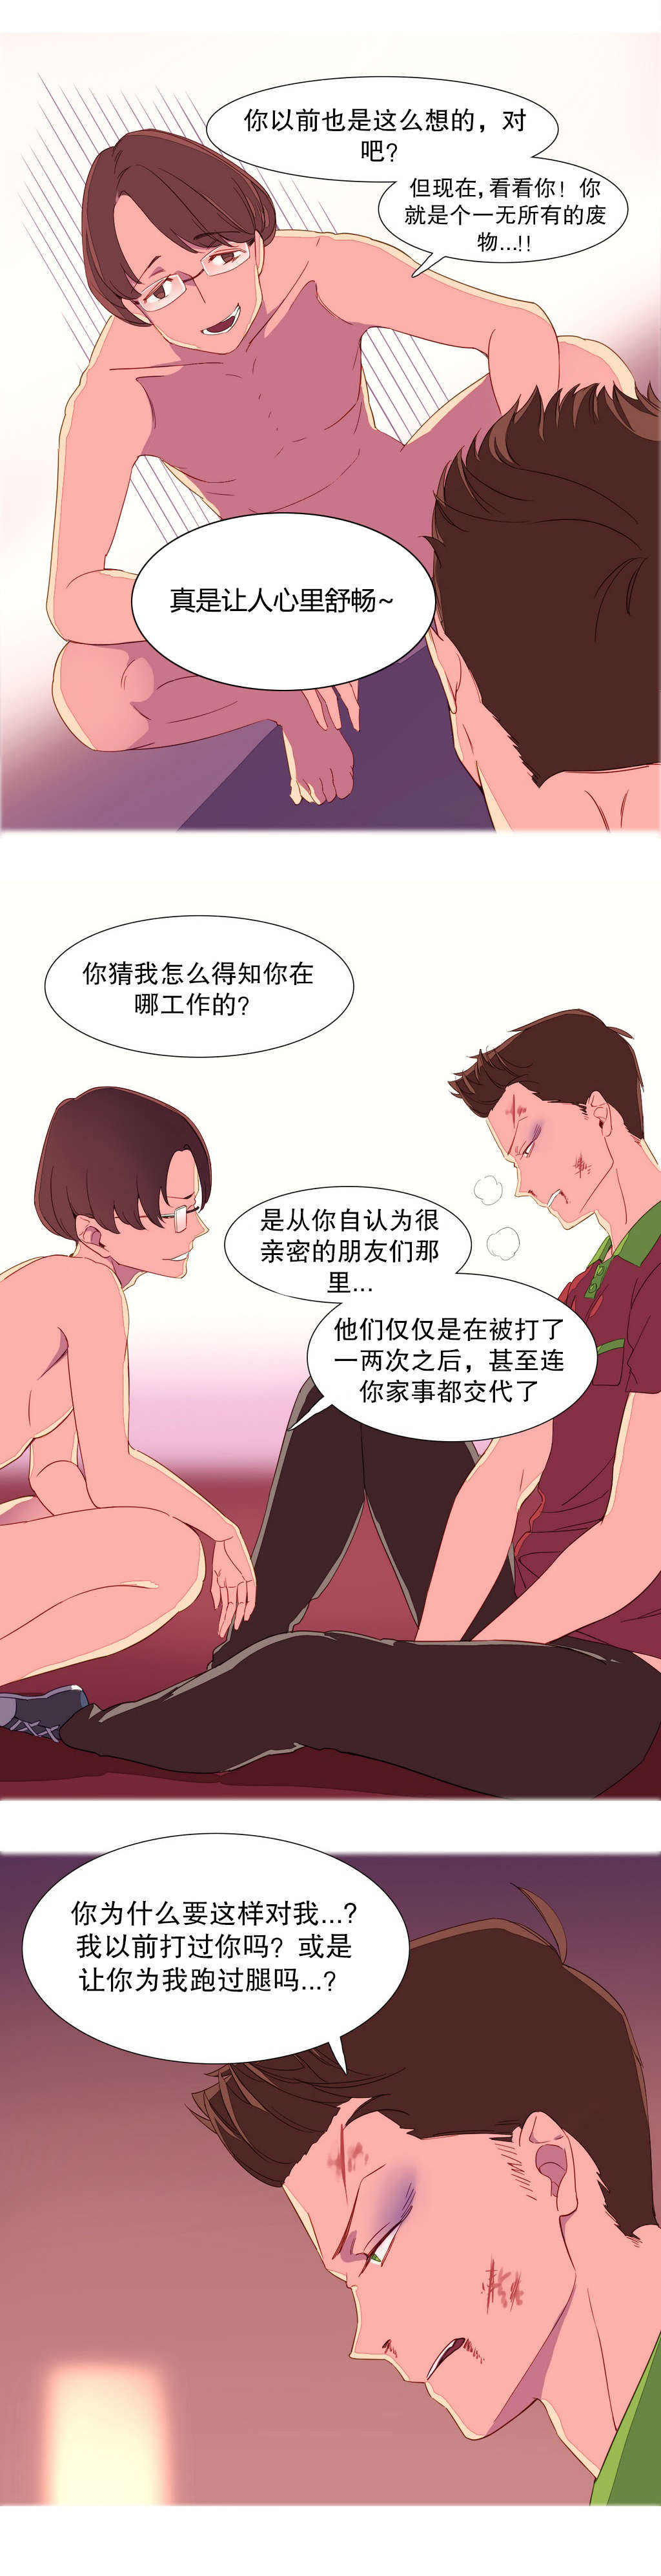 你以前也是这么想的，对
吧？
但现在，看看你！你
就是个一无所有的废
物...!!
真是让人心里舒畅~
你猜我怎么得知你在
哪工作的？
是从你自认为很
亲密的朋友们那
里...
他们仅仅是在被打了
一两次之后，甚至连
你家事都交代了
你为什么要这样对我...?
我以前打过你吗？或是
让你为我跑过腿吗...?